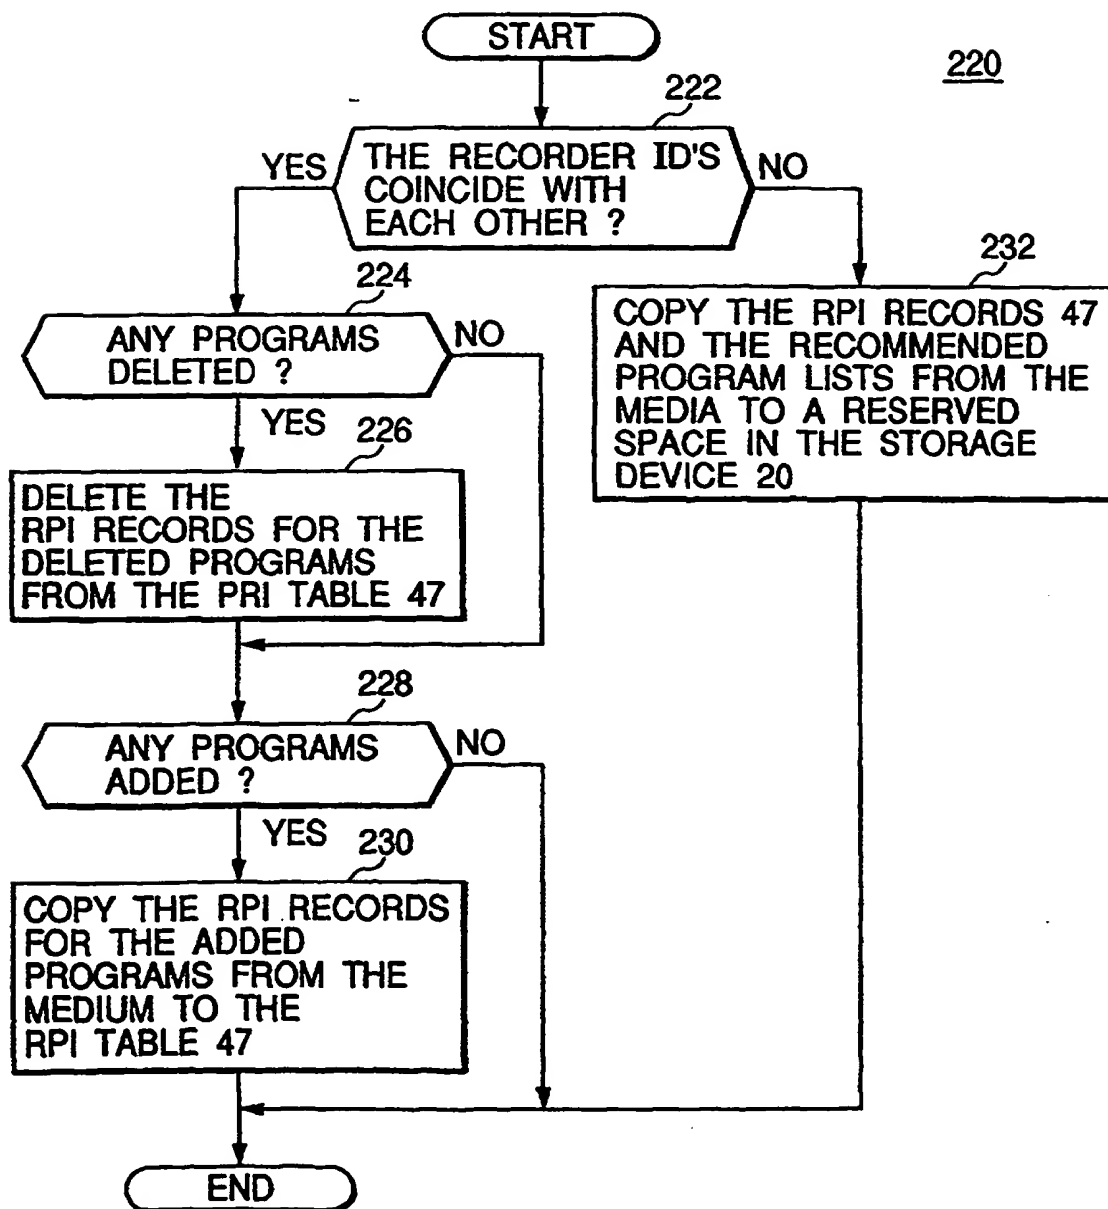 START
220
222
YES
THE RECORDER ID'S
COINCIDE WITH
EACH OTHER ?
NO
224
ANY PROGRAMS
DELETED ?
NO
YES
232
COPY THE RPI RECORDS 47
AND THE RECOMMENDED
PROGRAM LISTS FROM THE
MEDIA TO A RESERVED
SPACE IN THE STORAGE
DEVICE 20
226
DELETE THE
RPI RECORDS FOR THE
DELETED PROGRAMS
FROM THE PRI TABLE 47
228
ANY PROGRAMS
ADDED ?
NO
YES
230
COPY THE RPI RECORDS
FOR THE ADDED
PROGRAMS FROM THE
MEDIUM TO THE
RPI TABLE 47
END